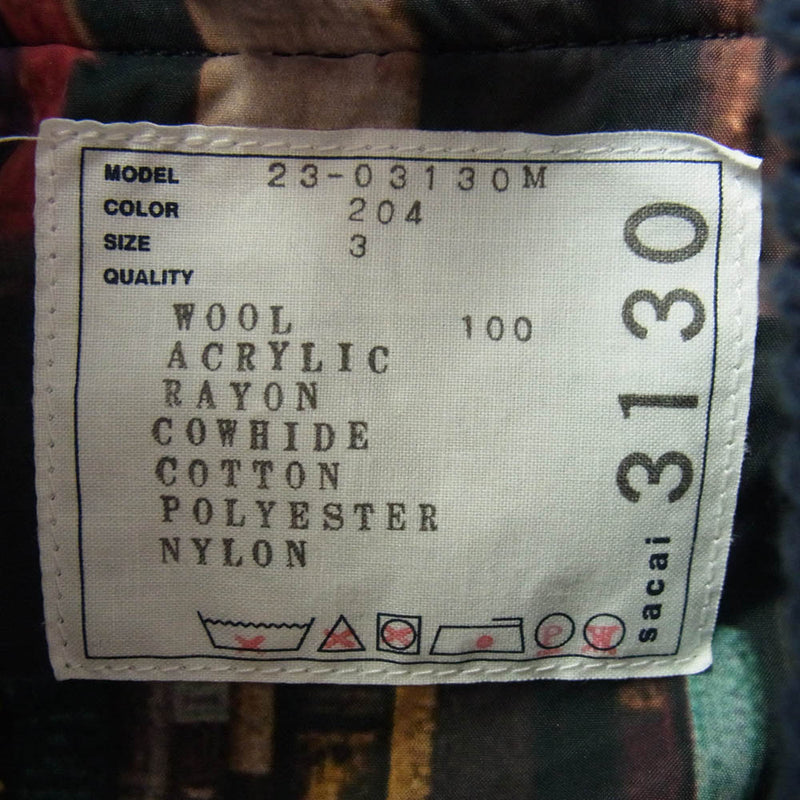 MODEL 23-03130M
COLOR 204
SIZE 3
QUALITY
WOOL 100
ACRYLIC
RAYON
COWHIDE
COTTON
POLYESTER
NYLON
P W
sacai 3130